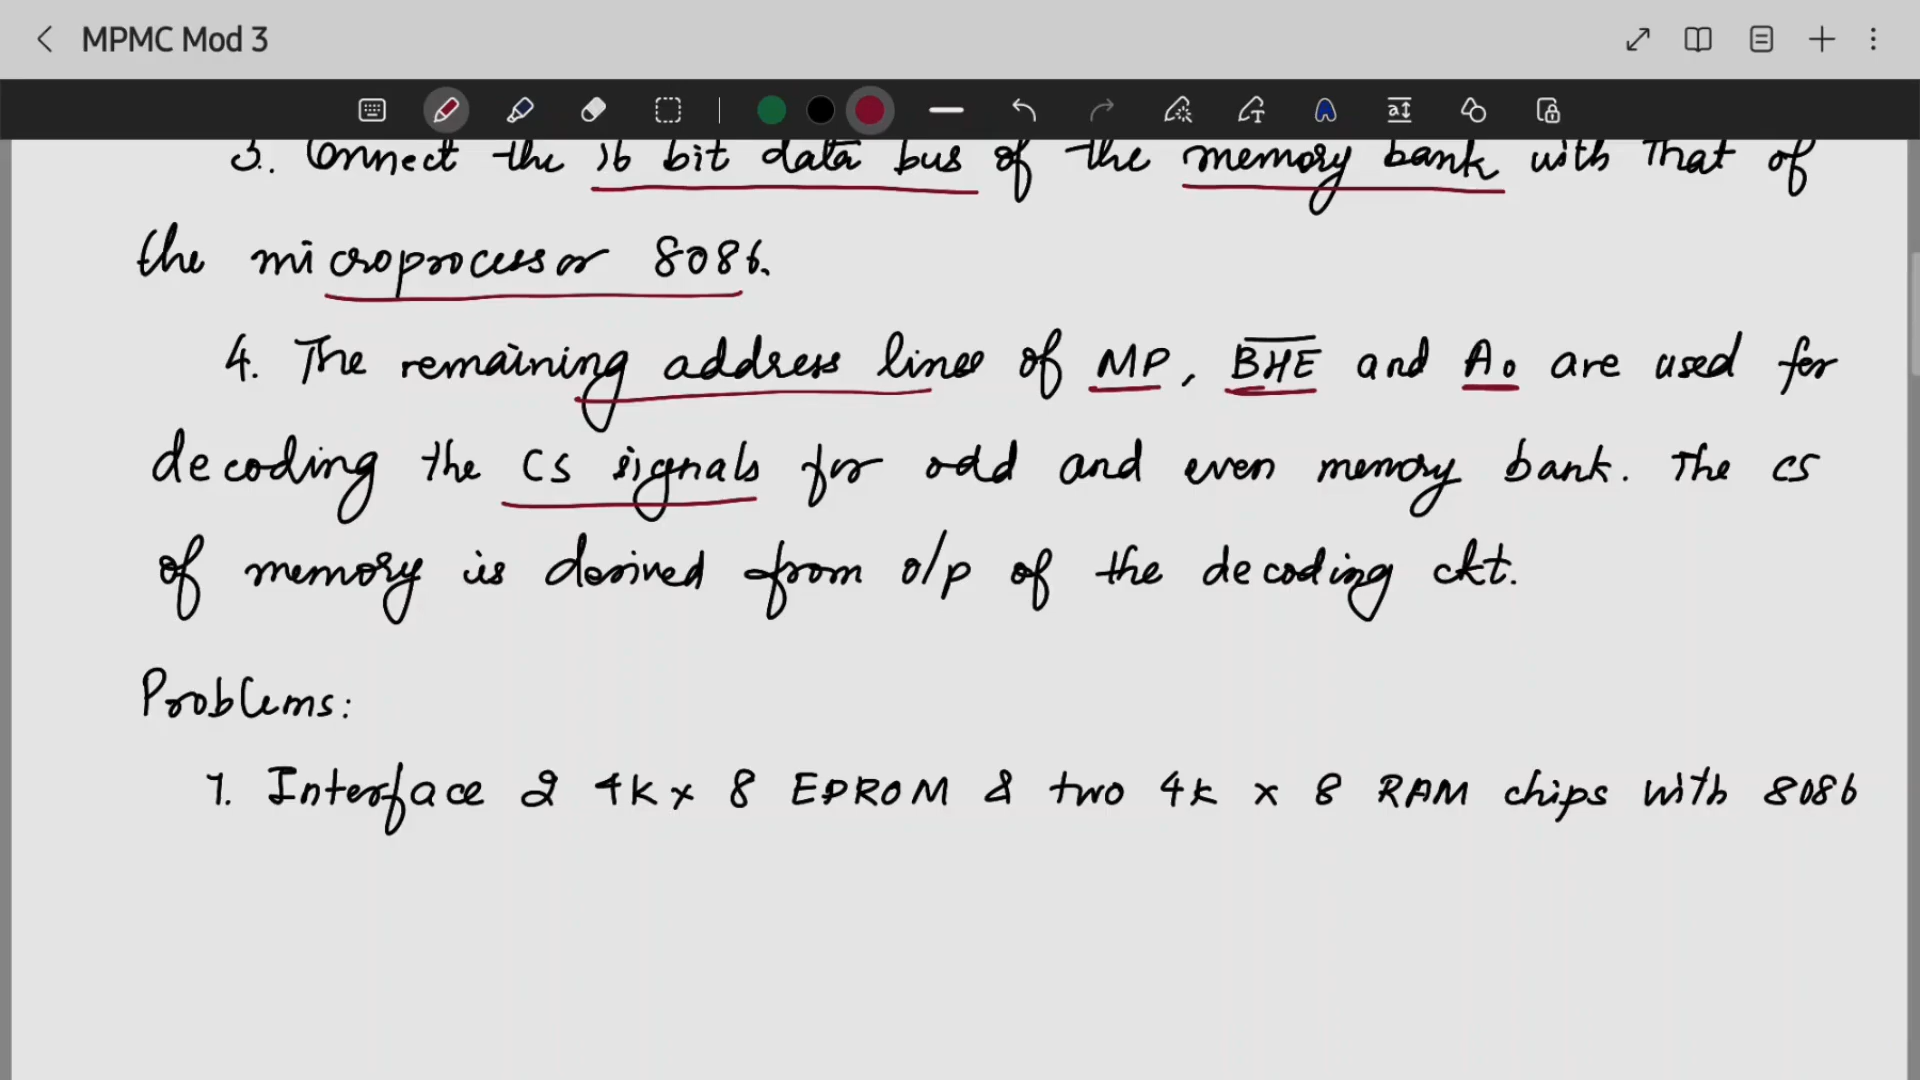 MPMC Mod 3
3. Connect the 16 bit data bus of the memory bank with that of
the microprocessor 8086.
4. The remaining address lines of MP, BHE and A0 are used for
decoding the CS signals for odd and even memory bank. The CS
of memory is derived from o/p of the decoding ckt.
Problems:
1. Interface 2 4K x 8 EPROM & two 4K x 8 RAM chips with 8086